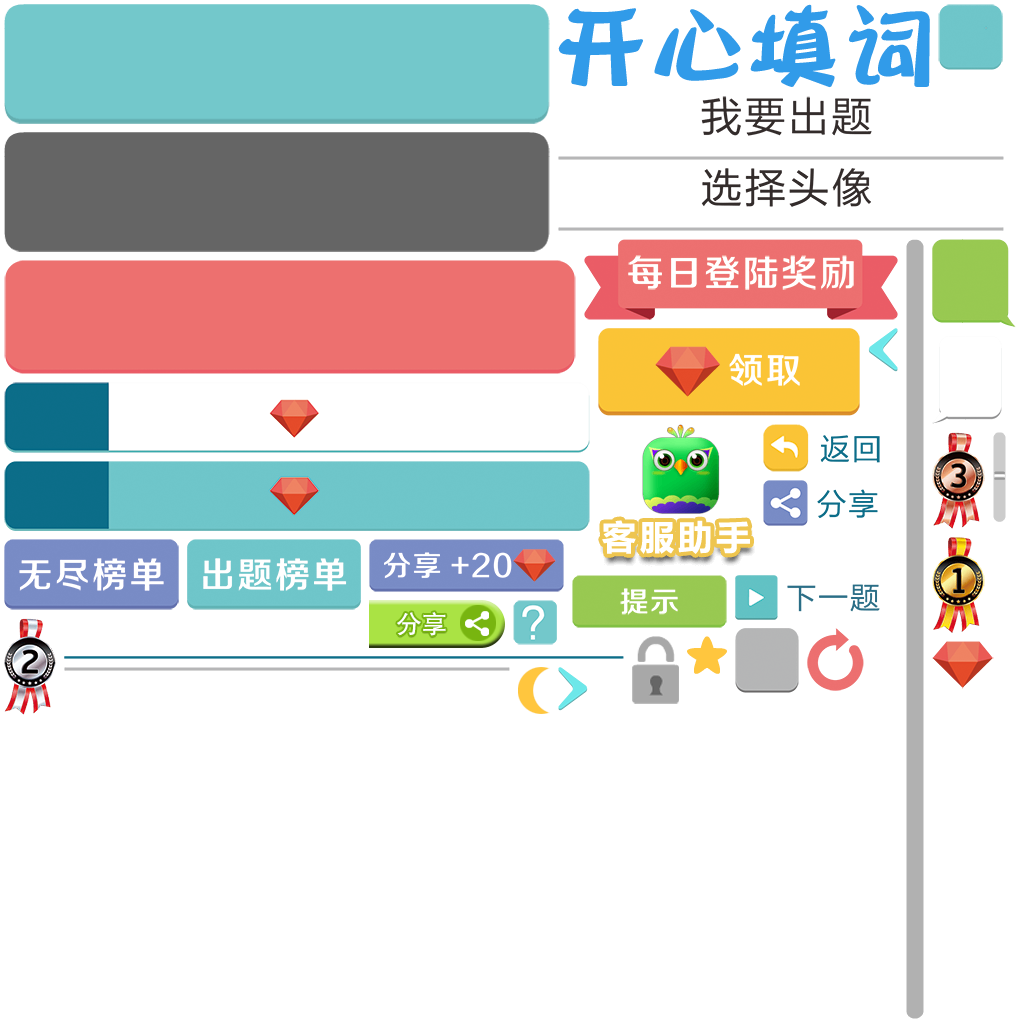 开心填词
我要出题
选择头像
每日登陆奖励
领取
返回
客服助手
分享
无尽榜单
出题榜单
分享 +20
提示
下一题
分享
?
3
1
2